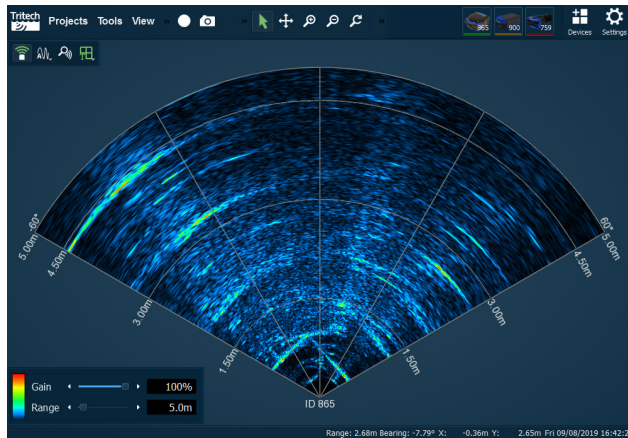 Tritech Projects Tools View
865 900 759
Devices Settings
-60° 60°
5.00m 5.00m
4.50m 4.50m
3.00m 3.00m
1.50m 1.50m
ID 865
Gain 100%
Range 5.0m
Range: 2.68m Bearing: -7.79º X: -0.36m Y: 2.65m Fri 09/08/2019 16:42:2